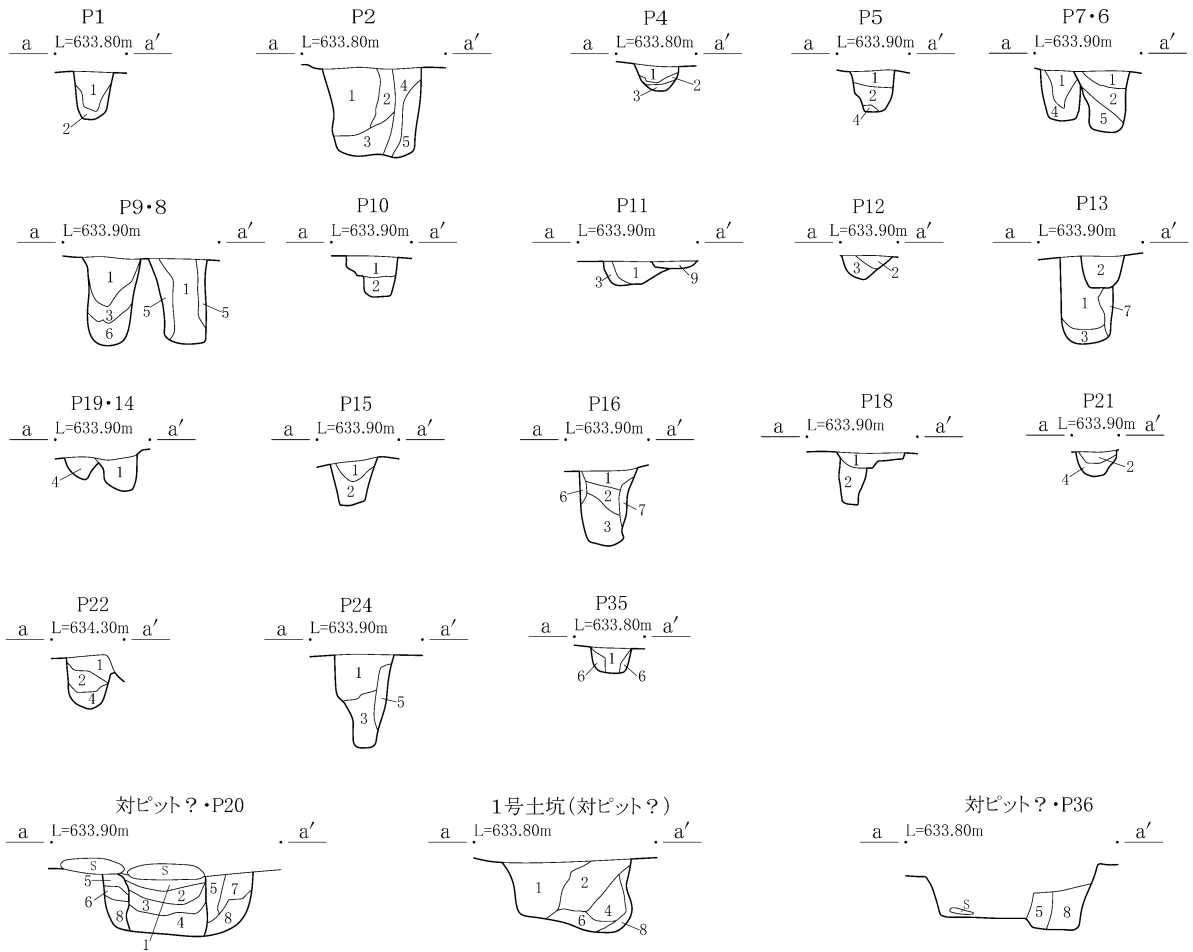 P1
a L=633.80m a′
1
2
P2
a L=633.80m a′
1 2 4
3 5
P4
a L=633.80m a′
1
2
3
P5
a L=633.90m a′
1
2
4
P7・6
a L=633.90m a′
1 1
2
4 5
P9・8
a L=633.90m a′
1 1
3 5 5
6
P10
a L=633.90m a′
1
2
P11
a L=633.90m a′
3 1 9
P12
a L=633.90m a′
3 2
P13
a L=633.90m a′
2
1 7
3
P19・14
a L=633.90m a′
4 1
P15
a L=633.90m a′
1
2
P16
a L=633.90m a′
1
6 2
7
3
P18
a L=633.90m a′
1
2
P21
a L=633.90m a′
4 2
P22
a L=634.30m a′
1
2
4
P24
a L=633.90m a′
1
5
3
P35
a L=633.80m a′
1
6 6
対ピット?・P20
a L=633.90m a′
S S
5 2 5 7
6 3
8 4 8
1
1号土坑(対ピット?)
a L=633.80m a′
1 2
4
6 8
対ピット?・P36
a L=633.80m a′
S 5 8